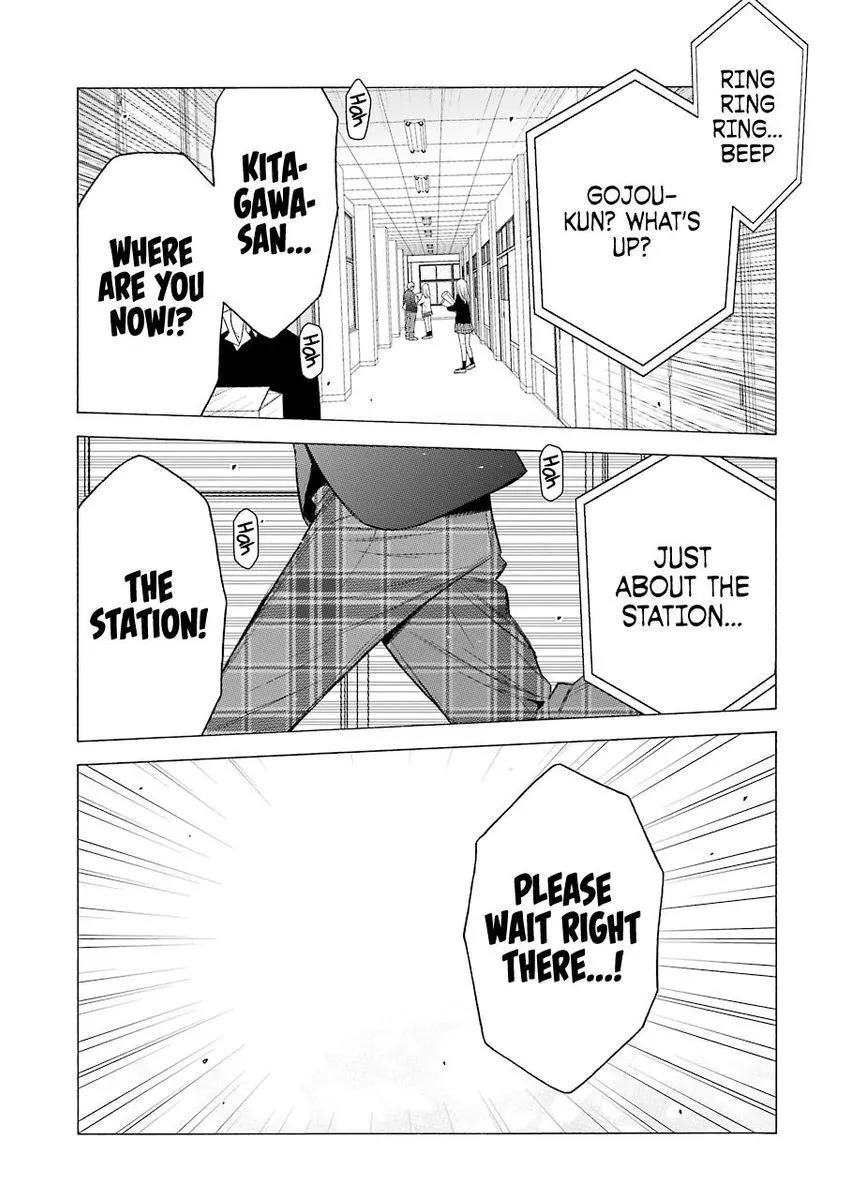 RING
RING
RING...
BEEP
GOJOU-
KUN? WHAT'S
UP?
Hah
KITA-
GAWA-
SAN...
WHERE
ARE YOU
NOW!?
Hah
Hah
JUST
ABOUT THE
STATION...
Hah
THE
STATION!
PLEASE
WAIT RIGHT
THERE...!